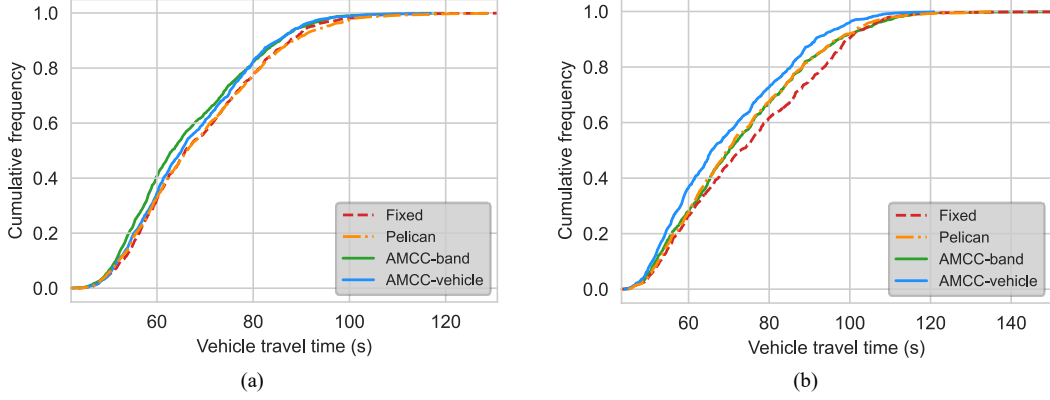 1.0
0.8
0.6
0.4
0.2
0.0
Cumulative frequency
60
80
100
120
Vehicle travel time (s)
Fixed
Pelican
AMCC-band
AMCC-vehicle
(a)
1.0
0.8
0.6
0.4
0.2
0.0
Cumulative frequency
60
80
100
120
140
Vehicle travel time (s)
Fixed
Pelican
AMCC-band
AMCC-vehicle
(b)